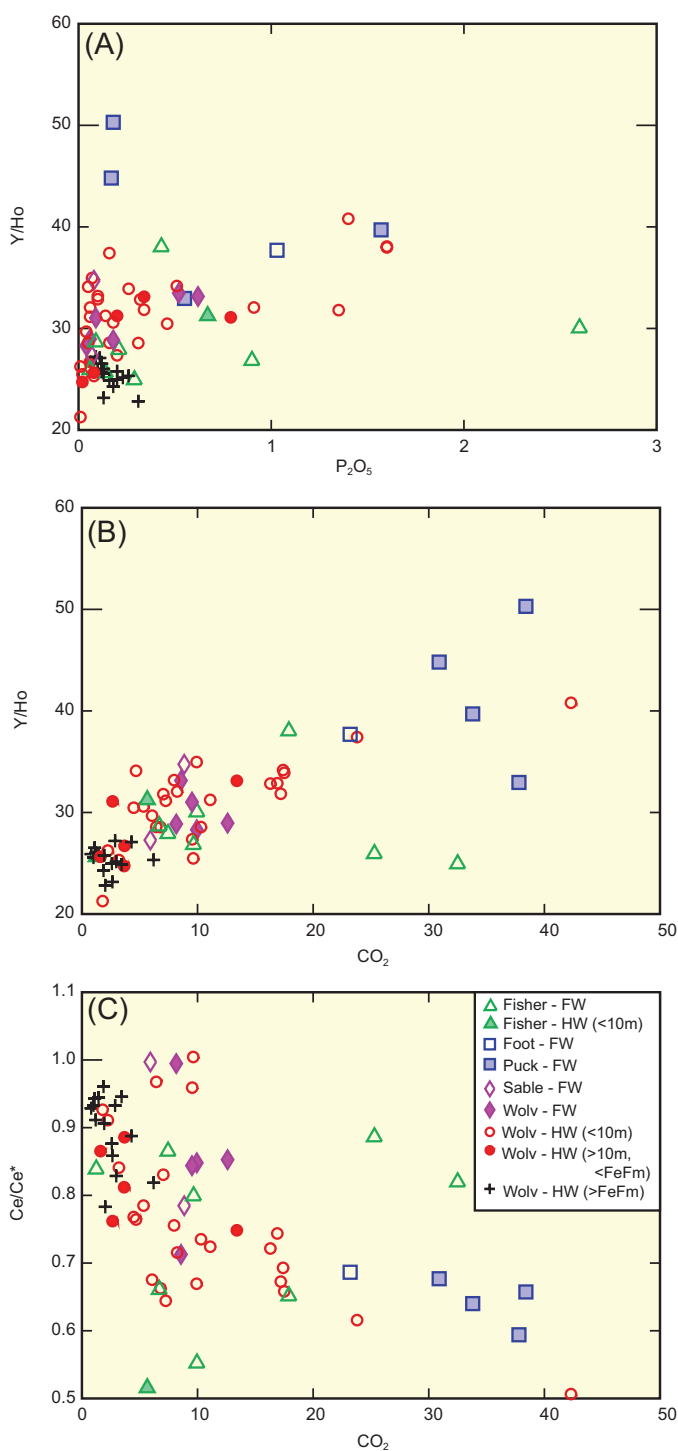 60
(A)
50
40
Y/Ho
30
20
0 1 2 3
P₂O₅
60
(B)
50
40
Y/Ho
30
20
0 10 20 30 40 50
CO₂
1.1
(C)
1.0
0.9
Ce/Ce*
0.8
0.7
0.6
0.5
Fisher - FW
Fisher - HW (<10m)
Foot - FW
Puck - FW
Sable - FW
Wolv - FW
Wolv - HW (<10m)
Wolv - HW (>10m,
<FeFm)
Wolv - HW (>FeFm)
0 10 20 30 40 50
CO₂